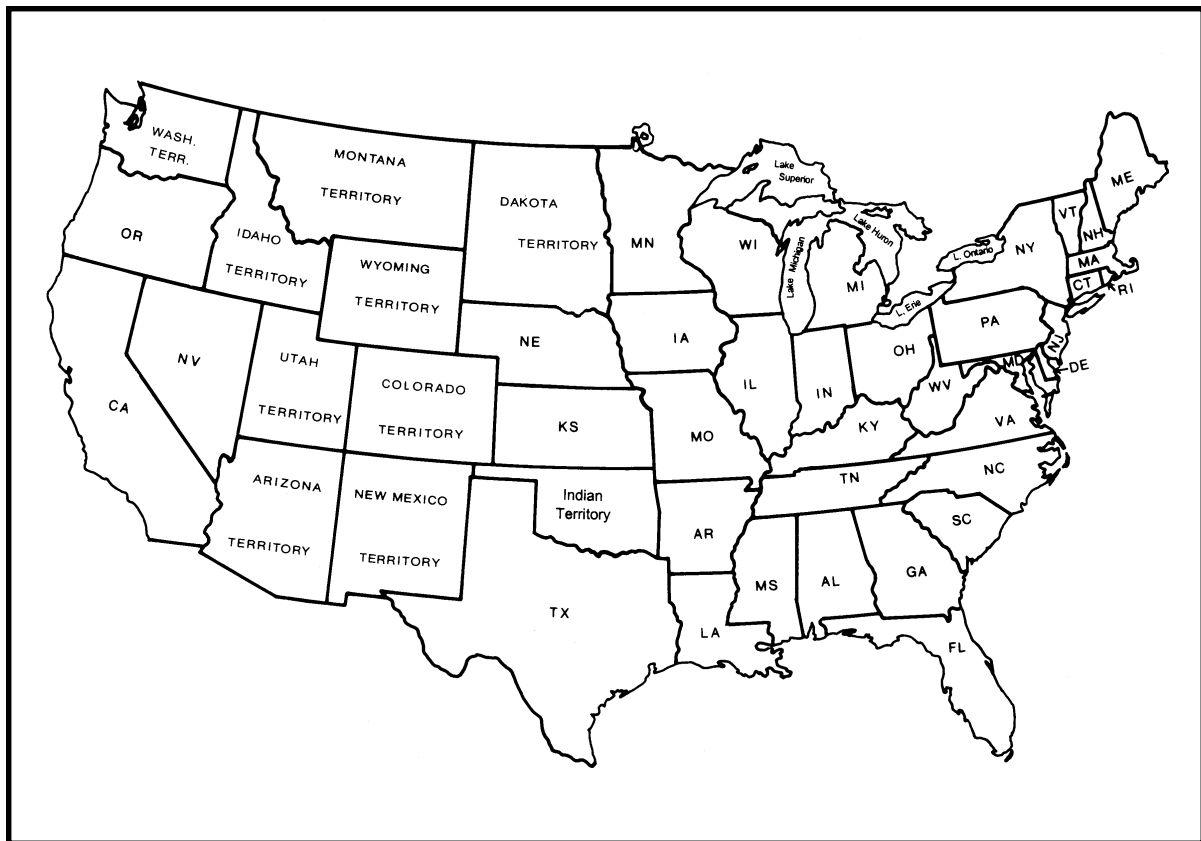 WASH.
TERR.
MONTANA
TERRITORY
DAKOTA
TERRITORY
OR
IDAHO
TERRITORY
WYOMING
TERRITORY
MN
WI
Lake
Superior
Lake Michigan
Lake Huron
MI
L. Ontario
L. Erie
ME
VT
NH
NY
MA
CT
RI
PA
NJ
MD
DE
NV
UTAH
TERRITORY
COLORADO
TERRITORY
NE
IA
IL
IN
OH
WV
VA
CA
KS
MO
KY
ARIZONA
TERRITORY
NEW MEXICO
TERRITORY
Indian
Territory
AR
TN
NC
SC
TX
LA
MS
AL
GA
FL